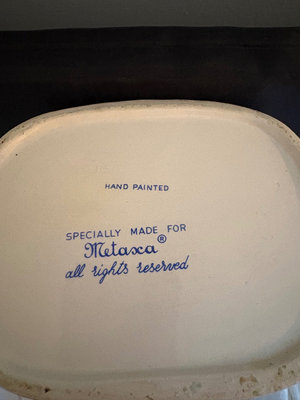 HAND PAINTED
SPECIALLY MADE FOR
Metaxa®
all rights reserved